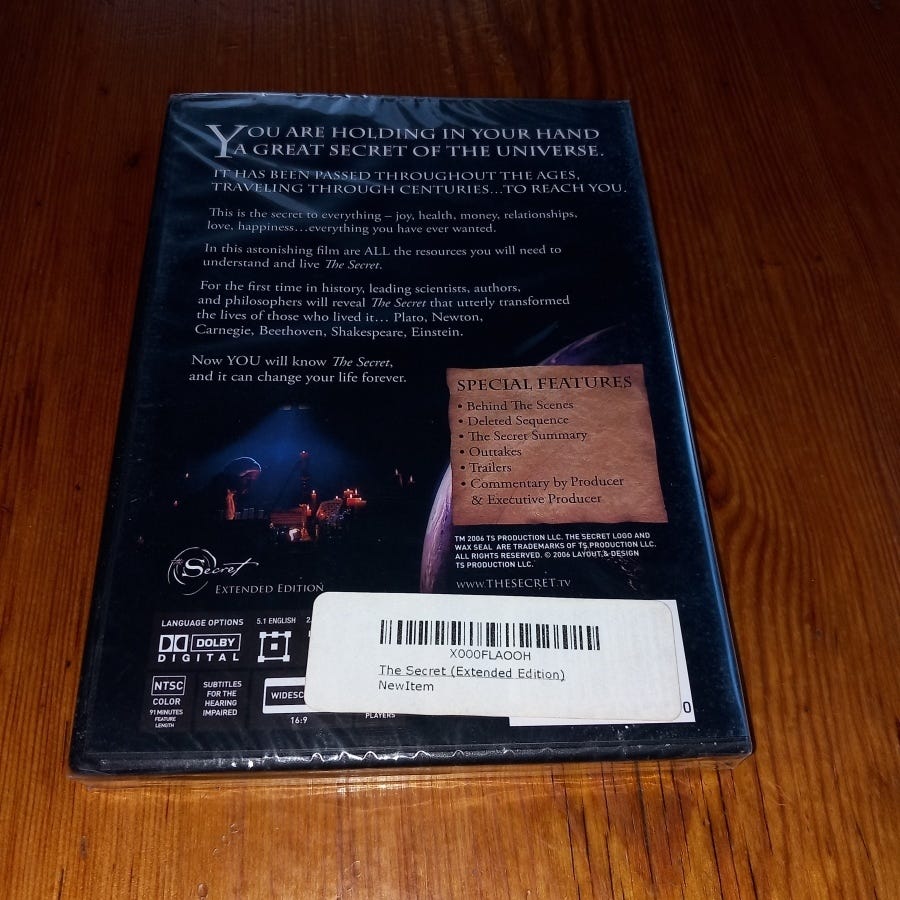 YOU ARE HOLDING IN YOUR HAND
A GREAT SECRET OF THE UNIVERSE.
IT HAS BEEN PASSED THROUGHOUT THE AGES,
TRAVELING THROUGH CENTURIES...TO REACH YOU.
This is the secret to everything – joy, health, money, relationships,
love, happiness…everything you have ever wanted.
In this astonishing film are ALL the resources you will need to
understand and live The Secret.
For the first time in history, leading scientists, authors,
and philosophers will reveal The Secret that utterly transformed
the lives of those who lived it… Plato, Newton,
Carnegie, Beethoven, Shakespeare, Einstein.
Now YOU will know The Secret,
and it can change your life forever.
SPECIAL FEATURES
• Behind The Scenes
• Deleted Sequence
• The Secret Summary
• Outtakes
• Trailers
• Commentary by Producer
& Executive Producer
TM 2006 TS PRODUCTION LLC. THE SECRET LOGO AND
WAX SEAL ARE TRADEMARKS OF TS PRODUCTION LLC.
ALL RIGHTS RESERVED. © 2006 LAYOUT & DESIGN
TS PRODUCTION LLC.
WWW.THESECRET.TV
The Secret
EXTENDED EDITION
LANGUAGE OPTIONS
5.1 ENGLISH
2.
DOLBY
DIGITAL
NTSC
COLOR
91 MINUTES
FEATURE
LENGTH
SUBTITLES
FOR THE
HEARING
IMPAIRED
WIDESC
16:9
PLAYERS
X000FLAOOH
The Secret (Extended Edition)
NewItem
0